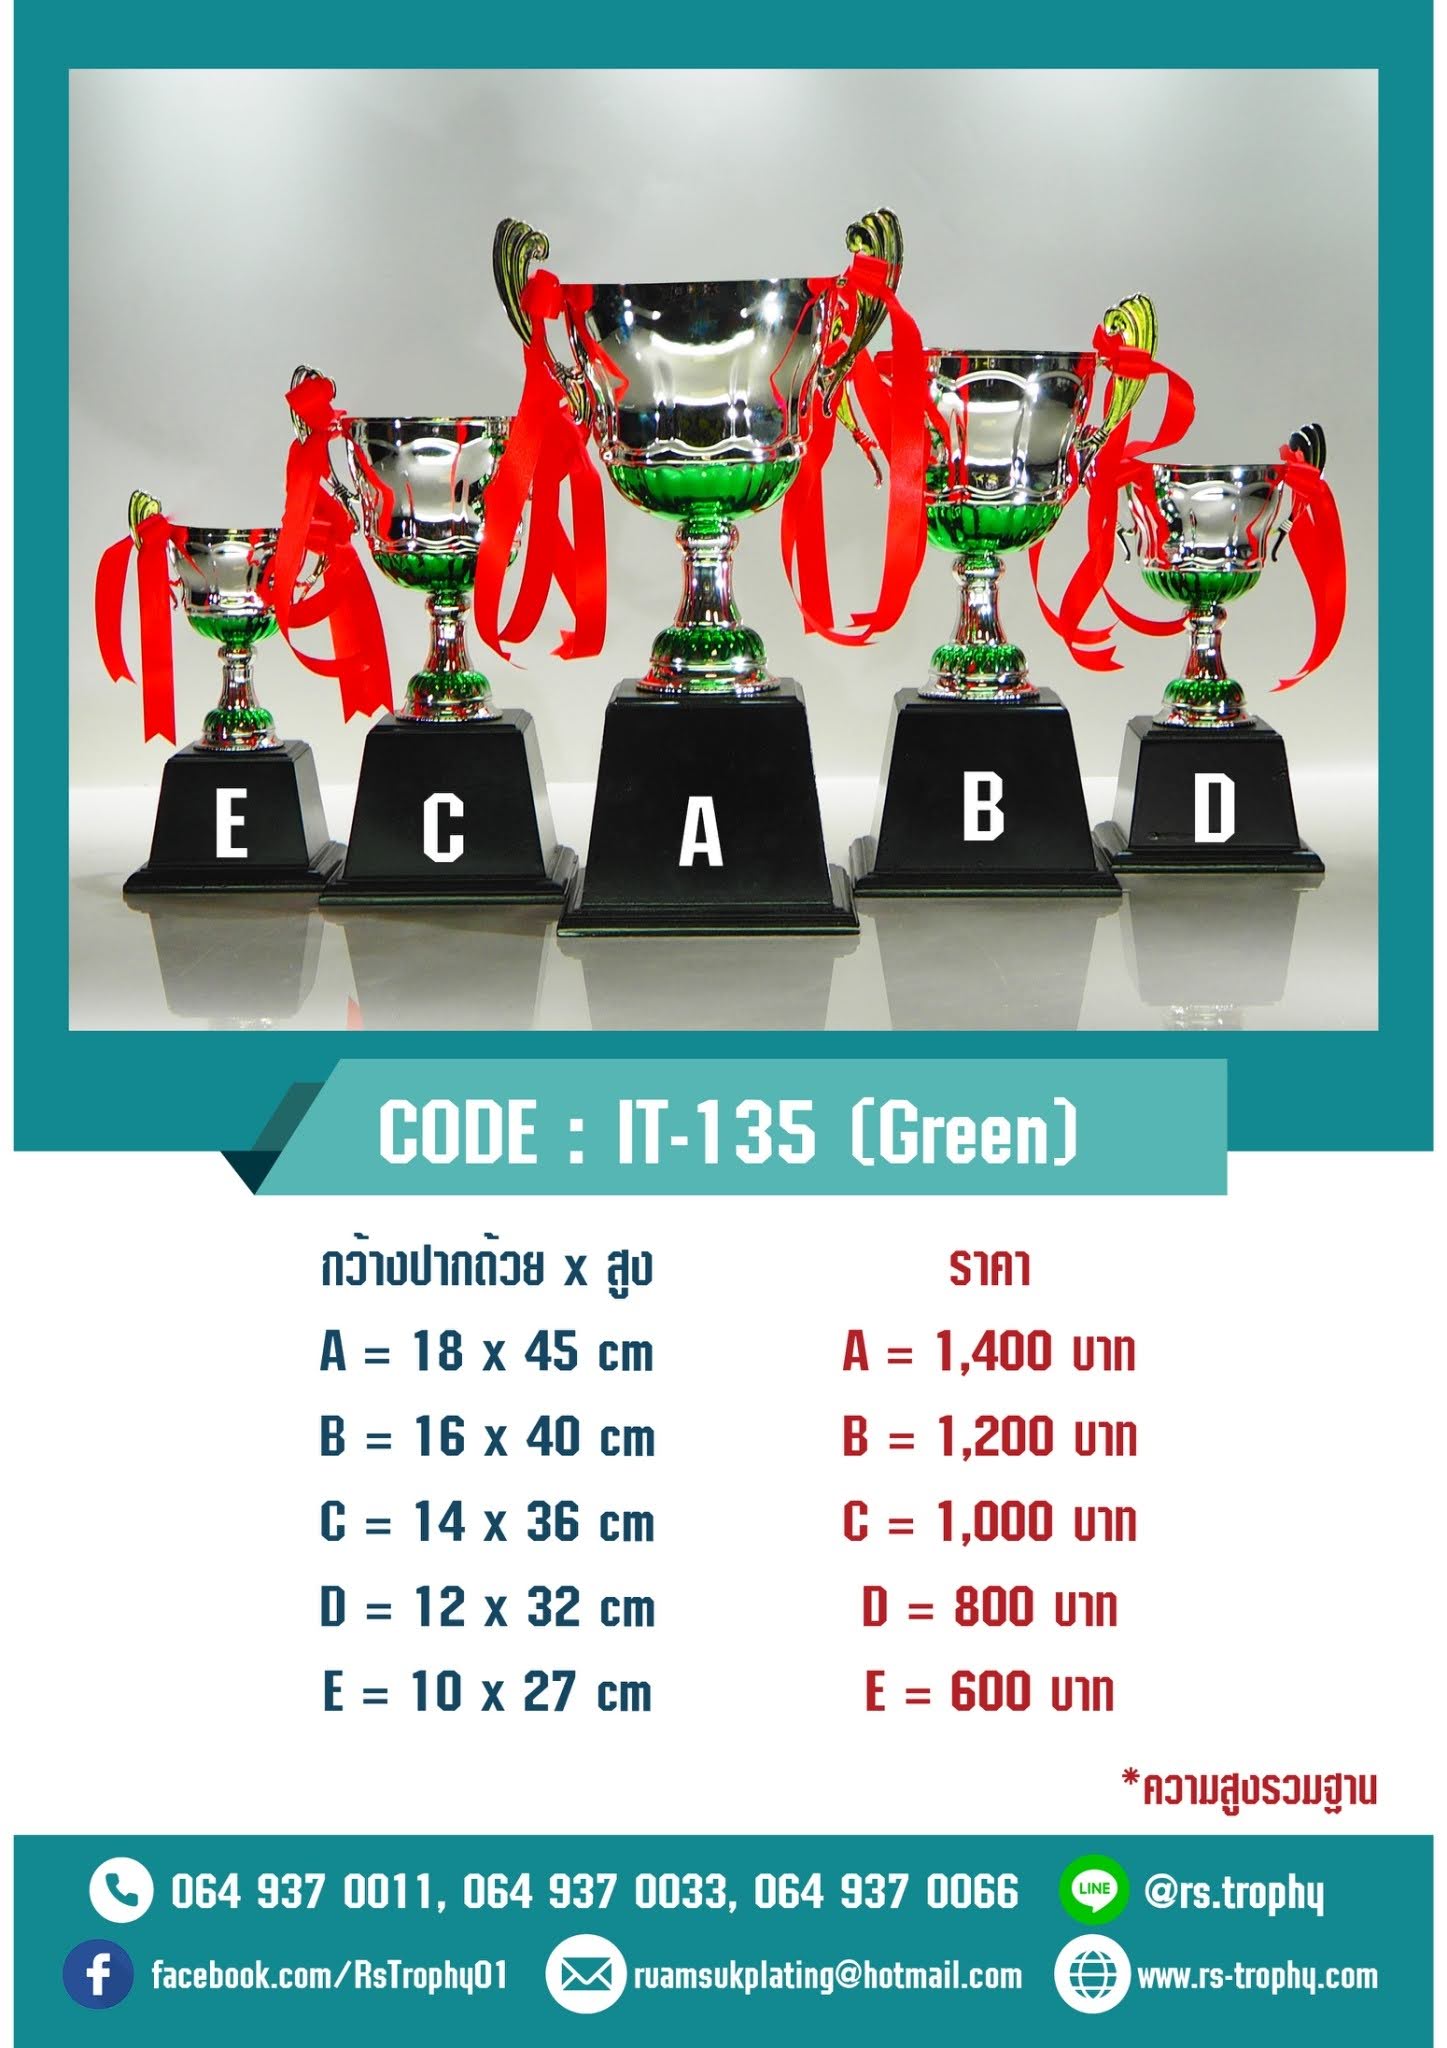 E C A B D
CODE : IT-135 (Green)
กว้างปากถ้วย x สูง ราคา
A = 18 x 45 cm A = 1,400 บาท
B = 16 x 40 cm B = 1,200 บาท
C = 14 x 36 cm C = 1,000 บาท
D = 12 x 32 cm D = 800 บาท
E = 10 x 27 cm E = 600 บาท
*ความสูงรวมฐาน
064 937 0011, 064 937 0033, 064 937 0066 LINE @rs.trophy
f facebook.com/RsTrophy01 ruamsukplating@hotmail.com www.rs-trophy.com